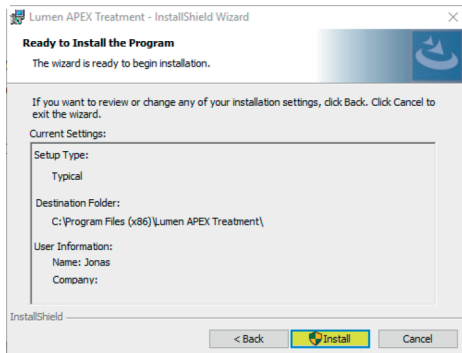 Lumen APEX Treatment - InstallShield Wizard
Ready to Install the Program
The wizard is ready to begin installation.
If you want to review or change any of your installation settings, click Back. Click Cancel to
exit the wizard.
Current Settings:
Setup Type:
Typical
Destination Folder:
C:\Program Files (x86)\Lumen APEX Treatment\
User Information:
Name: Jonas
Company:
InstallShield
< Back Install Cancel